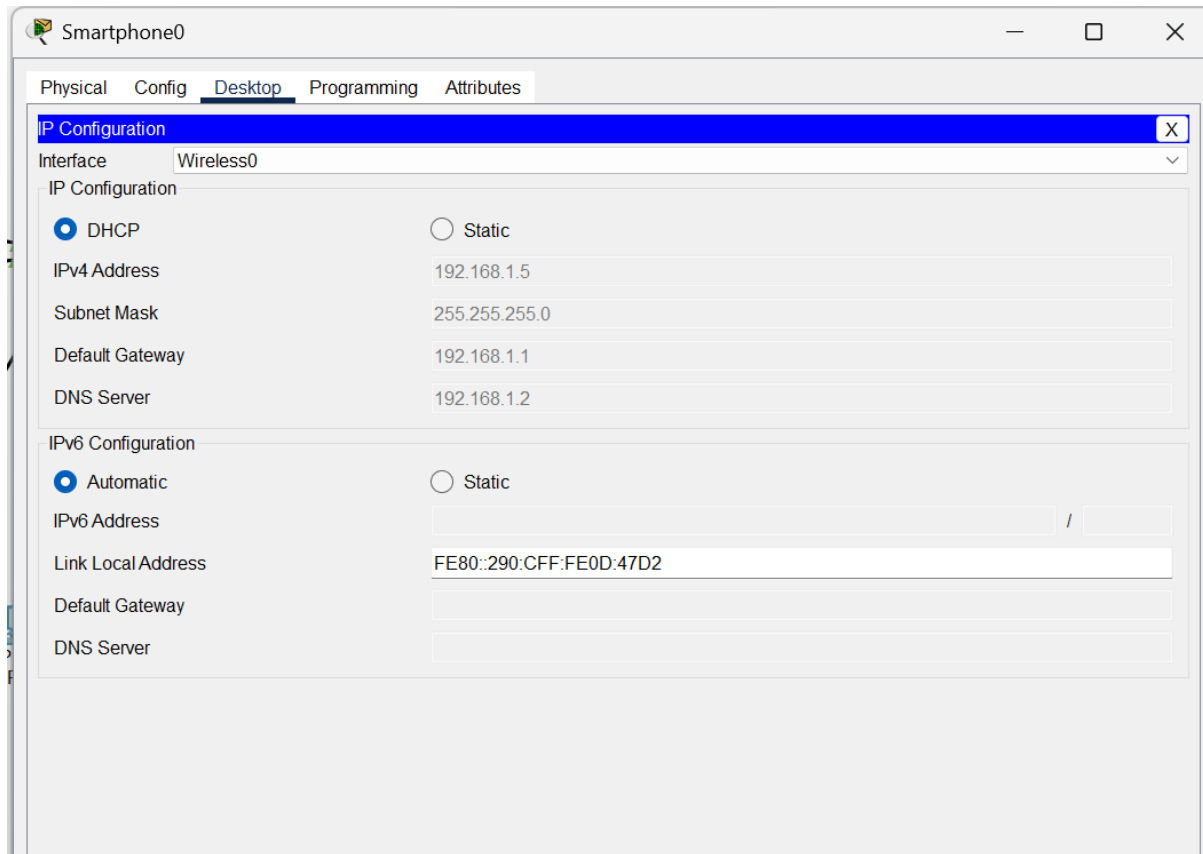 Smartphone0
Physical Config Desktop Programming Attributes
IP Configuration X
Interface Wireless0
IP Configuration
DHCP Static
IPv4 Address 192.168.1.5
Subnet Mask 255.255.255.0
Default Gateway 192.168.1.1
DNS Server 192.168.1.2
IPv6 Configuration
Automatic Static
IPv6 Address /
Link Local Address FE80::290:CFF:FE0D:47D2
Default Gateway
DNS Server